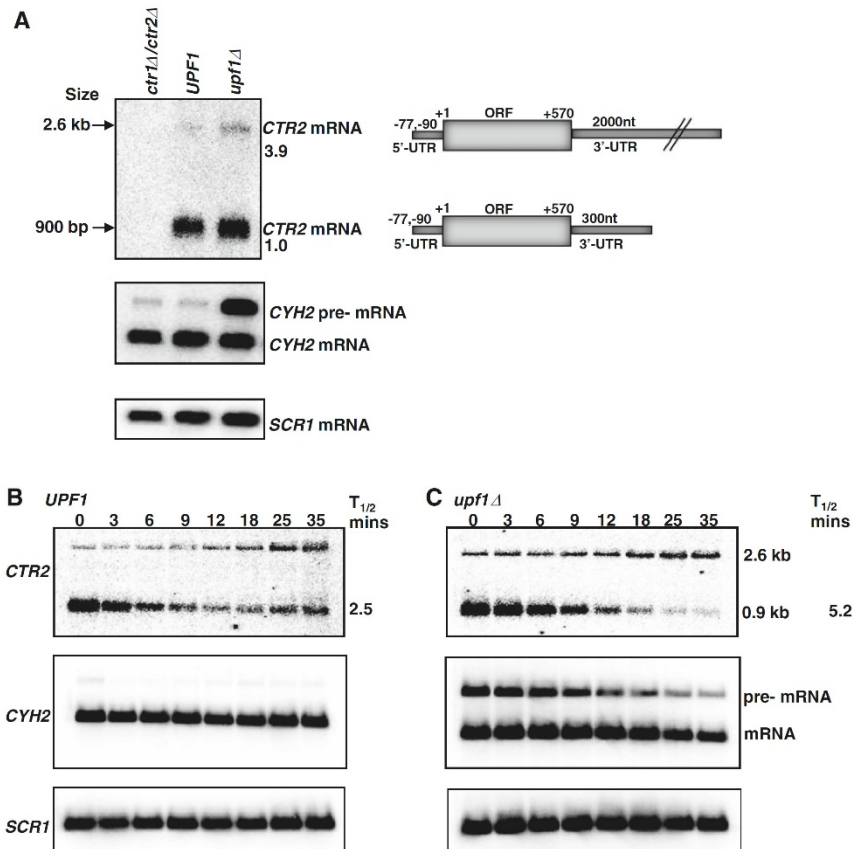 A
ctr1Δ/ctr2Δ
UPF1
upf1Δ
Size
2.6 kb
CTR2 mRNA
3.9
900 bp
CTR2 mRNA
1.0
-77,-90
+1
ORF
+570
2000nt
5'-UTR
3'-UTR
-77,-90
+1
ORF
+570
300nt
5'-UTR
3'-UTR
CYH2 pre- mRNA
CYH2 mRNA
SCR1 mRNA
B
UPF1
0 3 6 9 12 18 25 35
T1/2
mins
CTR2
2.5
CYH2
SCR1
C
upf1Δ
0 3 6 9 12 18 25 35
T1/2
mins
2.6 kb
0.9 kb
5.2
pre- mRNA
mRNA